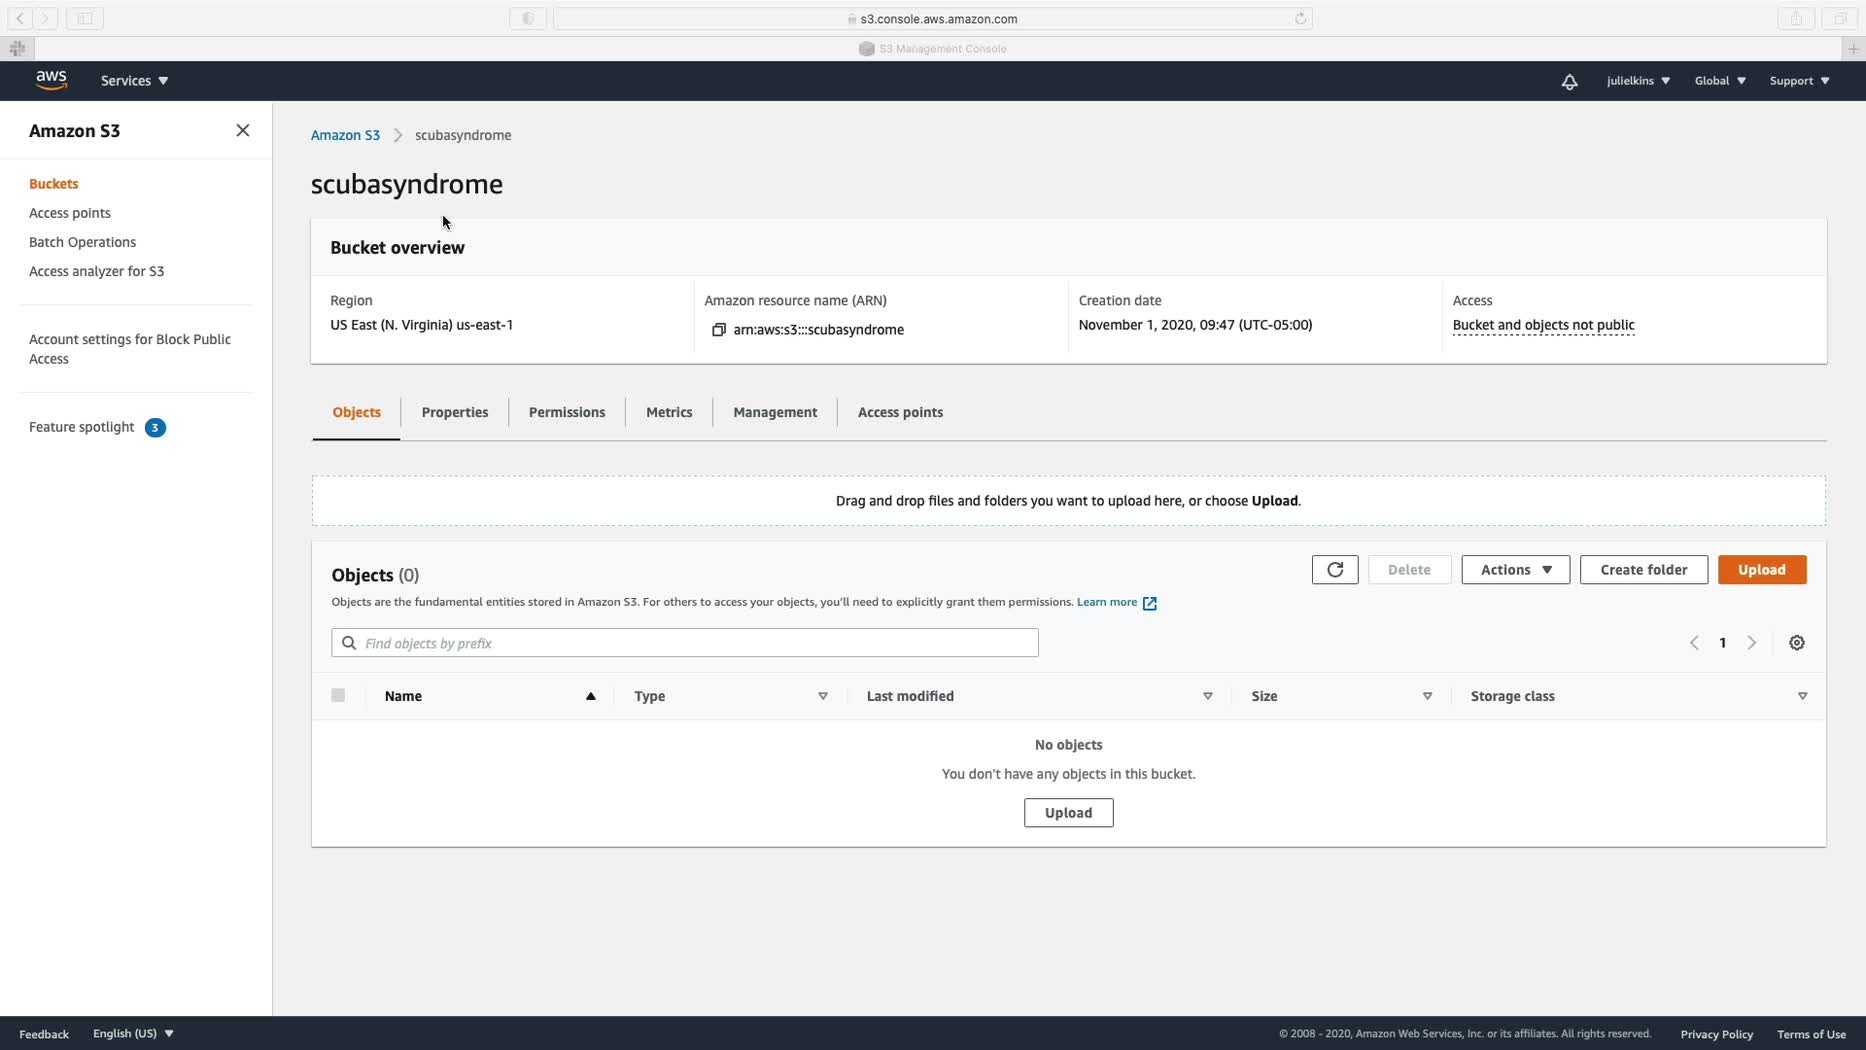 s3.console.aws.amazon.com
S3 Management Console
aws
Services
julielkins
Global
Support
Amazon S3
Buckets
Access points
Batch Operations
Access analyzer for S3
Account settings for Block Public
Access
Feature spotlight 3
Amazon S3 scubasyndrome
scubasyndrome
Bucket overview
Region
US East (N. Virginia) us-east-1
Amazon resource name (ARN)
arn:aws:s3:::scubasyndrome
Creation date
November 1, 2020, 09:47 (UTC-05:00)
Access
Bucket and objects not public
Objects
Properties
Permissions
Metrics
Management
Access points
Drag and drop files and folders you want to upload here, or choose Upload.
Objects (0)
Delete
Actions
Create folder
Upload
Objects are the fundamental entities stored in Amazon S3. For others to access your objects, you'll need to explicitly grant them permissions. Learn more
Find objects by prefix
1
Name
Type
Last modified
Size
Storage class
No objects
You don't have any objects in this bucket.
Upload
Feedback
English (US)
© 2008 - 2020, Amazon Web Services, Inc. or its affiliates. All rights reserved.
Privacy Policy
Terms of Use